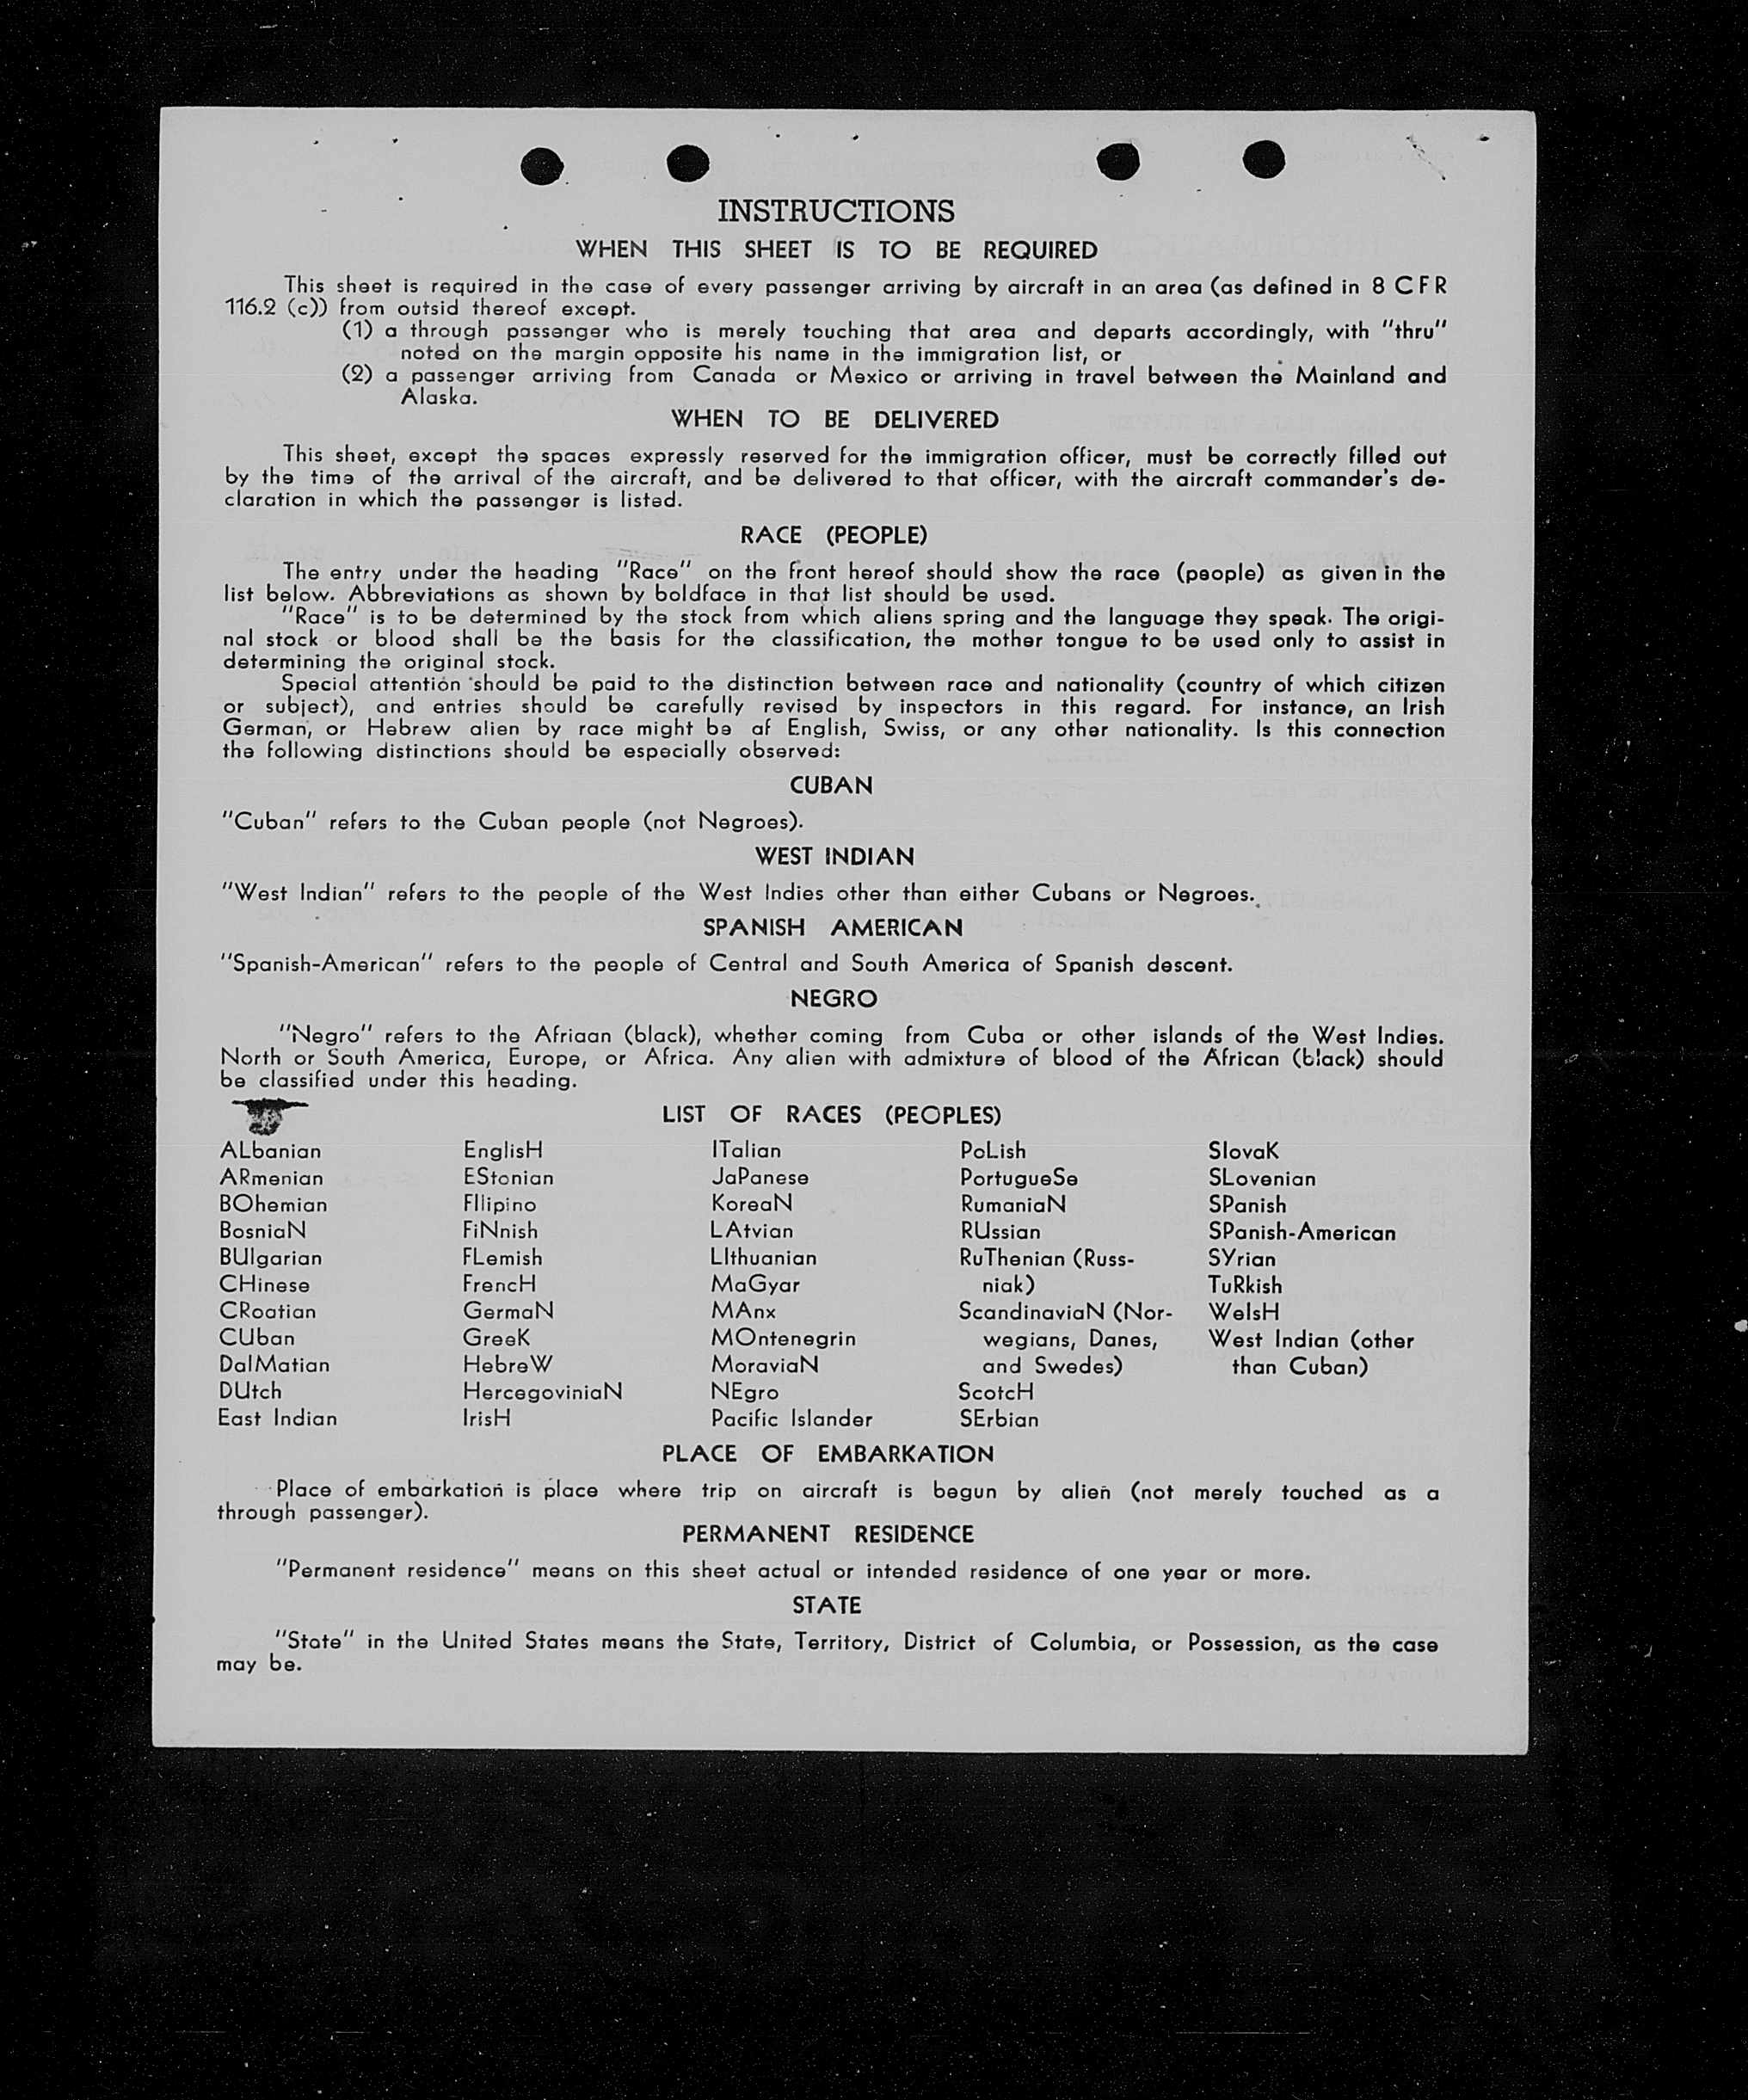 INSTRUCTIONS
WHEN THIS SHEET IS TO BE REQUIRED
This sheet is required in the case of every passenger arriving by aircraft in an area (as defined in 8 CFR
116.2 (c)) from outsid thereof except.
(1) a through passenger who is merely touching that area and departs accordingly, with "thru"
noted on the margin opposite his name in the immigration list, or
(2) a passenger arriving from Canada or Mexico or arriving in travel between the Mainland and
Alaska.
WHEN TO BE DELIVERED
This sheet, except the spaces expressly reserved for the immigration officer, must be correctly filled out
by the time of the arrival of the aircraft, and be delivered to that officer, with the aircraft commander's de-
claration in which the passenger is listed.
RACE (PEOPLE)
The entry under the heading "Race" on the front hereof should show the race (people) as given in the
list below. Abbreviations as shown by boldface in that list should be used.
"Race" is to be determined by the stock from which aliens spring and the language they speak. The origi-
nal stock or blood shall be the basis for the classification, the mother tongue to be used only to assist in
determining the original stock.
Special attention should be paid to the distinction between race and nationality (country of which citizen
or subject), and entries should be carefully revised by inspectors in this regard. For instance, an Irish
German, or Hebrew alien by race might be af English, Swiss, or any other nationality. Is this connection
the following distinctions should be especially observed:
CUBAN
"Cuban" refers to the Cuban people (not Negroes).
WEST INDIAN
"West Indian" refers to the people of the West Indies other than either Cubans or Negroes.
SPANISH AMERICAN
"Spanish-American" refers to the people of Central and South America of Spanish descent.
NEGRO
"Negro" refers to the Afriaan (black), whether coming from Cuba or other islands of the West Indies.
North or South America, Europe, or Africa. Any alien with admixture of blood of the African (black) should
be classified under this heading.
LIST OF RACES (PEOPLES)
ALbanian
ARmenian
BOhemian
BosniaN
BUlgarian
CHinese
CRoatian
CUban
DalMatian
DUtch
East Indian
EnglisH
EStonian
FIlipino
FiNnish
FLemish
FrencH
GermaN
GreeK
HebreW
HercegoviniaN
IrisH
ITalian
JaPanese
KoreaN
LAtvian
LIthuanian
MaGyar
MAnx
MOntenegrin
MoraviaN
NEgro
Pacific Islander
PoLish
PortugueSe
RumaniaN
RUssian
RuThenian (Russ-
niak)
ScandinaviaN (Nor-
wegians, Danes,
and Swedes)
ScotcH
SErbian
SlovaK
SLovenian
SPanish
SPanish-American
SYrian
TuRkish
WelsH
West Indian (other
than Cuban)
PLACE OF EMBARKATION
Place of embarkation is place where trip on aircraft is begun by alien (not merely touched as a
through passenger).
PERMANENT RESIDENCE
"Permanent residence" means on this sheet actual or intended residence of one year or more.
STATE
"State" in the United States means the State, Territory, District of Columbia, or Possession, as the case
may be.